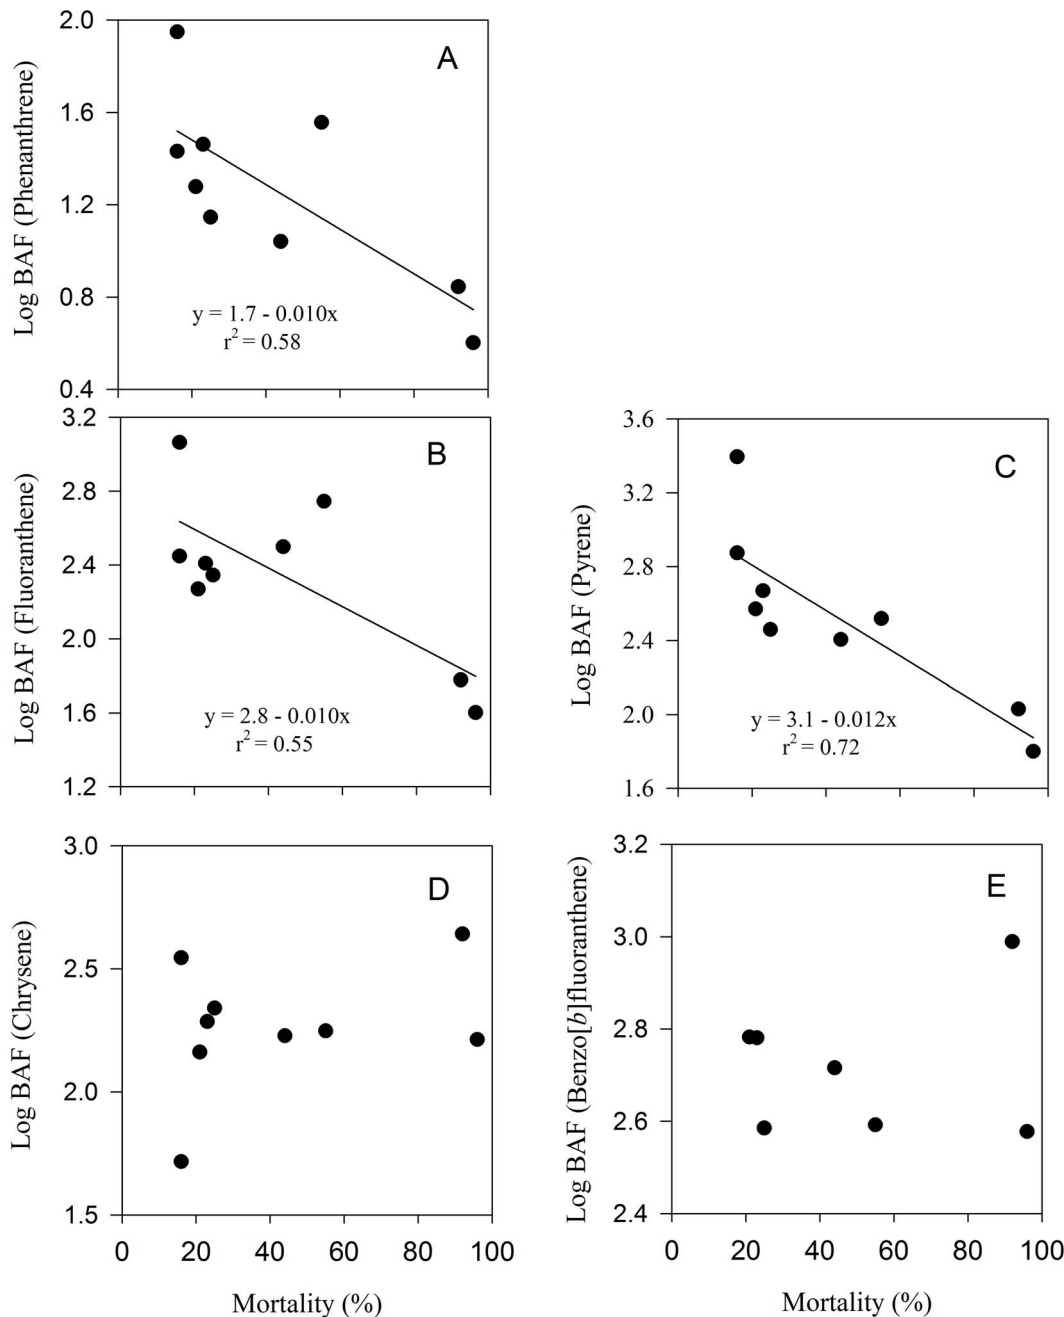 2.0
1.6
1.2
0.8
0.4
Log BAF (Phenanthrene)
A
y = 1.7 - 0.010x
r² = 0.58
3.2
2.8
2.4
2.0
1.6
1.2
Log BAF (Fluoranthene)
B
y = 2.8 - 0.010x
r² = 0.55
3.6
3.2
2.8
2.4
2.0
1.6
Log BAF (Pyrene)
C
y = 3.1 - 0.012x
r² = 0.72
3.0
2.5
2.0
1.5
Log BAF (Chrysene)
D
0 20 40 60 80 100
Mortality (%)
3.2
3.0
2.8
2.6
2.4
Log BAF (Benzo[b]fluoranthene)
E
0 20 40 60 80 100
Mortality (%)